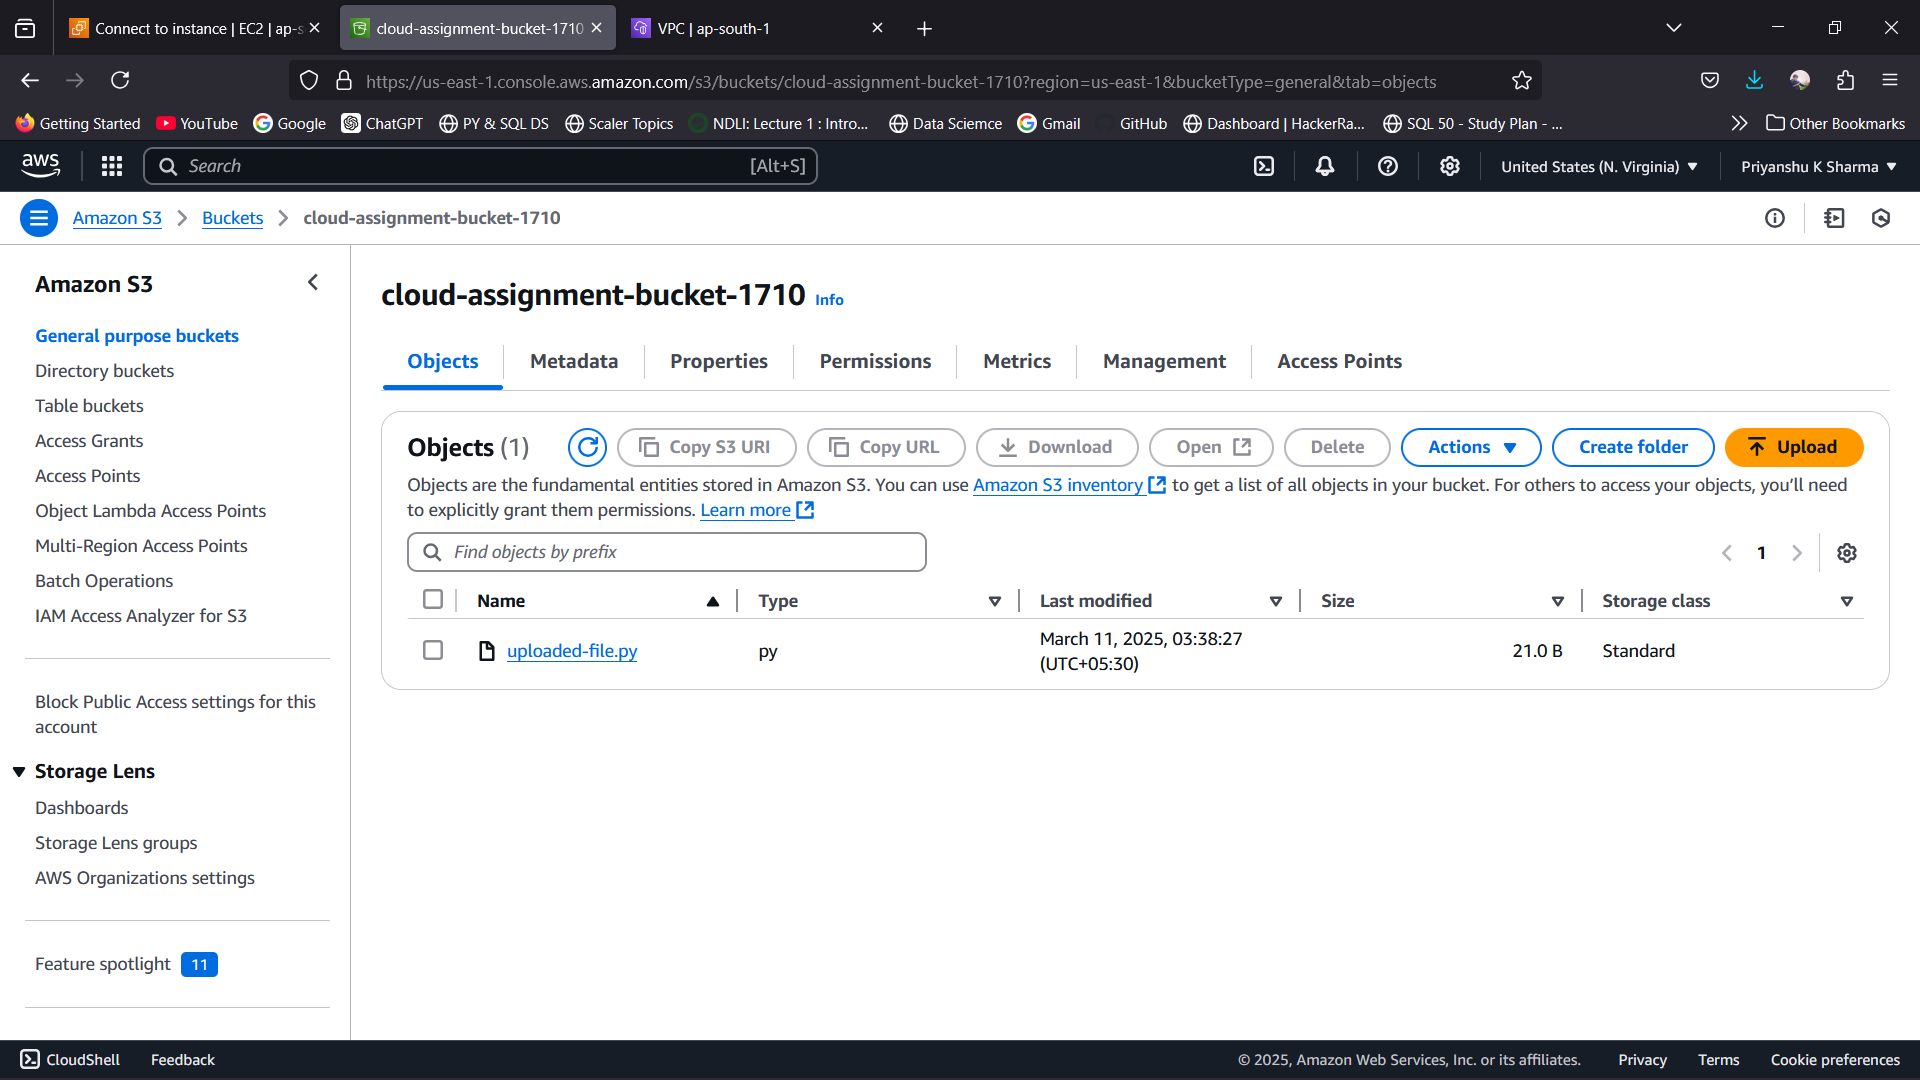 Connect to instance | EC2 | ap-s
cloud-assignment-bucket-1710
VPC | ap-south-1
https://us-east-1.console.aws.amazon.com/s3/buckets/cloud-assignment-bucket-1710?region=us-east-1&bucketType=general&tab=objects
Getting Started YouTube Google ChatGPT PY & SQL DS Scaler Topics NDLI: Lecture 1 : Intro... Data Sciemce Gmail GitHub Dashboard | HackerRa... SQL 50 - Study Plan - ... Other Bookmarks
aws Search [Alt+S] United States (N. Virginia) Priyanshu K Sharma
Amazon S3 Buckets cloud-assignment-bucket-1710
Amazon S3
General purpose buckets
Directory buckets
Table buckets
Access Grants
Access Points
Object Lambda Access Points
Multi-Region Access Points
Batch Operations
IAM Access Analyzer for S3
Block Public Access settings for this
account
Storage Lens
Dashboards
Storage Lens groups
AWS Organizations settings
Feature spotlight 11
cloud-assignment-bucket-1710 Info
Objects Metadata Properties Permissions Metrics Management Access Points
Objects (1) Copy S3 URI Copy URL Download Open Delete Actions Create folder Upload
Objects are the fundamental entities stored in Amazon S3. You can use Amazon S3 inventory to get a list of all objects in your bucket. For others to access your objects, you'll need
to explicitly grant them permissions. Learn more
Find objects by prefix 1
Name Type Last modified Size Storage class
uploaded-file.py py March 11, 2025, 03:38:27 21.0 B Standard
(UTC+05:30)
CloudShell Feedback © 2025, Amazon Web Services, Inc. or its affiliates. Privacy Terms Cookie preferences